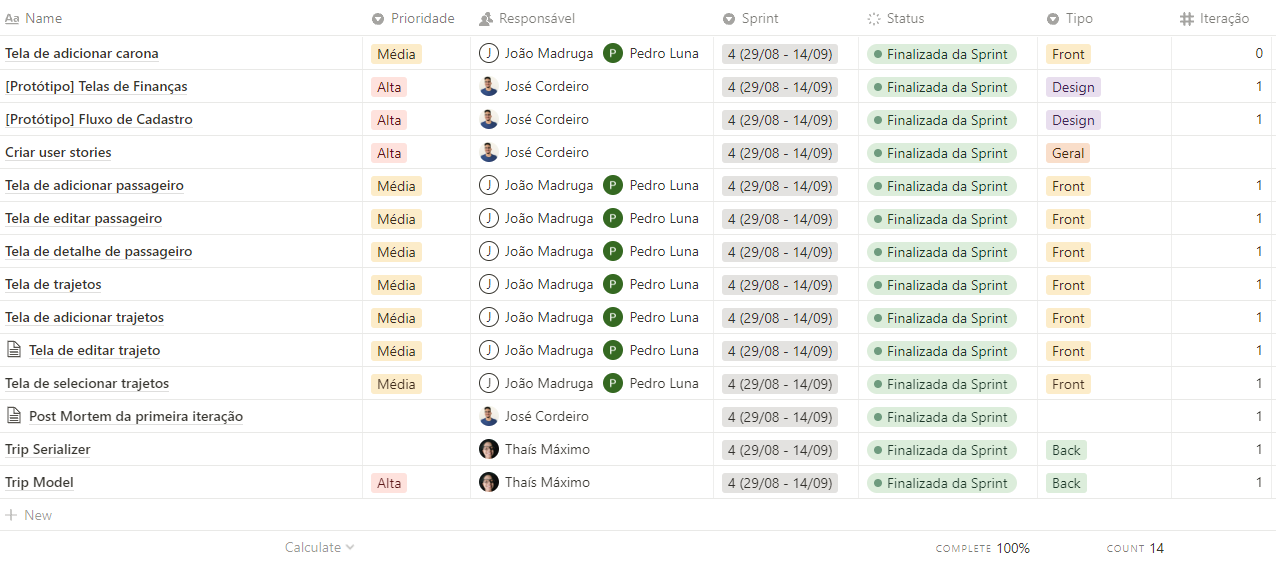 Aa Name Prioridade Responsável Sprint Status Tipo # Iteração
Tela de adicionar carona Média J João Madruga P Pedro Luna 4 (29/08 - 14/09) Finalizada da Sprint Front 0
[Protótipo] Telas de Finanças Alta José Cordeiro 4 (29/08 - 14/09) Finalizada da Sprint Design 1
[Protótipo] Fluxo de Cadastro Alta José Cordeiro 4 (29/08 - 14/09) Finalizada da Sprint Design 1
Criar user stories Alta José Cordeiro 4 (29/08 - 14/09) Finalizada da Sprint Geral
Tela de adicionar passageiro Média J João Madruga P Pedro Luna 4 (29/08 - 14/09) Finalizada da Sprint Front 1
Tela de editar passageiro Média J João Madruga P Pedro Luna 4 (29/08 - 14/09) Finalizada da Sprint Front 1
Tela de detalhe de passageiro Média J João Madruga P Pedro Luna 4 (29/08 - 14/09) Finalizada da Sprint Front 1
Tela de trajetos Média J João Madruga P Pedro Luna 4 (29/08 - 14/09) Finalizada da Sprint Front 1
Tela de adicionar trajetos Média J João Madruga P Pedro Luna 4 (29/08 - 14/09) Finalizada da Sprint Front 1
Tela de editar trajeto Média J João Madruga P Pedro Luna 4 (29/08 - 14/09) Finalizada da Sprint Front 1
Tela de selecionar trajetos Média J João Madruga P Pedro Luna 4 (29/08 - 14/09) Finalizada da Sprint Front 1
Post Mortem da primeira iteração José Cordeiro 4 (29/08 - 14/09) Finalizada da Sprint 1
Trip Serializer Thaís Máximo 4 (29/08 - 14/09) Finalizada da Sprint Back 1
Trip Model Alta Thaís Máximo 4 (29/08 - 14/09) Finalizada da Sprint Back 1
+ New
Calculate COMPLETE 100% COUNT 14